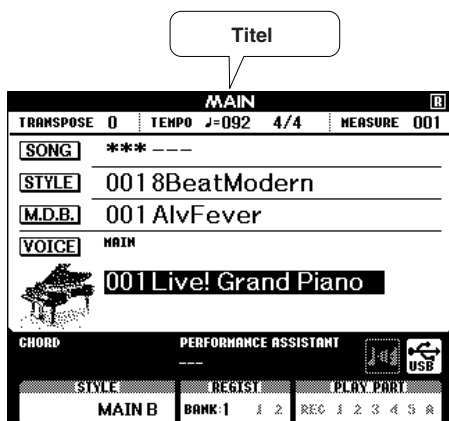 Titel
MAIN R
TRANSPOSE 0 TEMPO ♩=092 4/4 MEASURE 001
SONG ***---
STYLE 001 8BeatModern
M.D.B. 001 AlvFever
VOICE MAIN
001 Live! Grand Piano
CHORD PERFORMANCE ASSISTANT
---
USB
STYLE REGIST PLAY PART
MAIN B BANK:1 1 2 REC 1 2 3 4 5 A